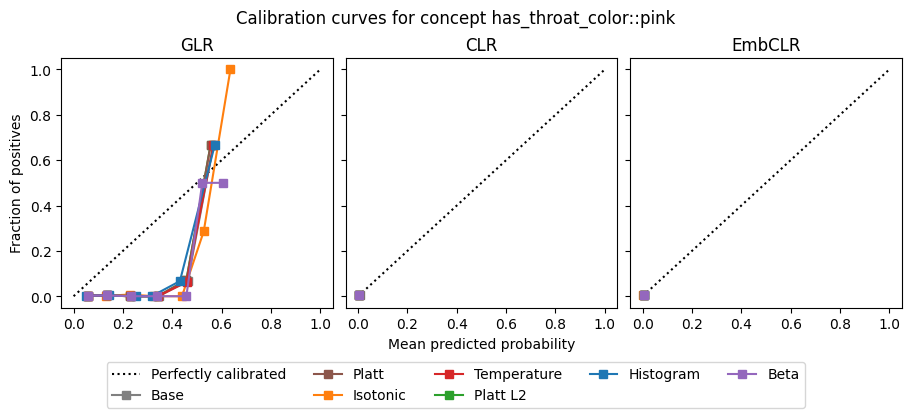 Calibration curves for concept has_throat_color::pink
GLR
CLR
EmbCLR
Fraction of positives
1.0
0.8
0.6
0.4
0.2
0.0
0.0 0.2 0.4 0.6 0.8 1.0
0.0 0.2 0.4 0.6 0.8 1.0
0.0 0.2 0.4 0.6 0.8 1.0
Mean predicted probability
Perfectly calibrated
Base
Platt
Isotonic
Temperature
Platt L2
Histogram
Beta